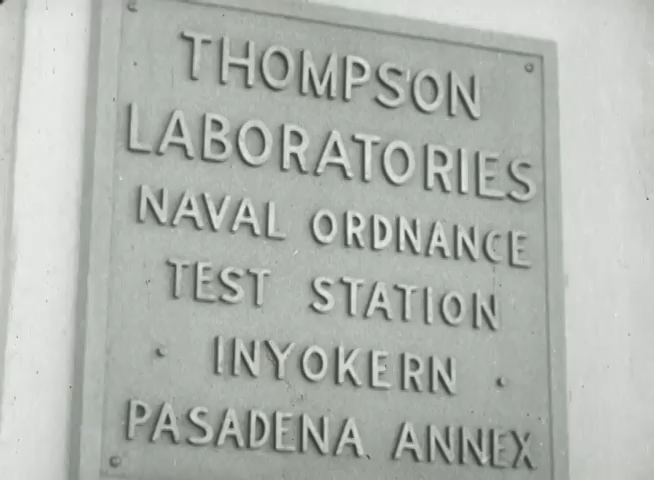 THOMPSON
LABORATORIES
NAVAL ORDNANCE
TEST STATION
INYOKERN
PASADENA ANNEX